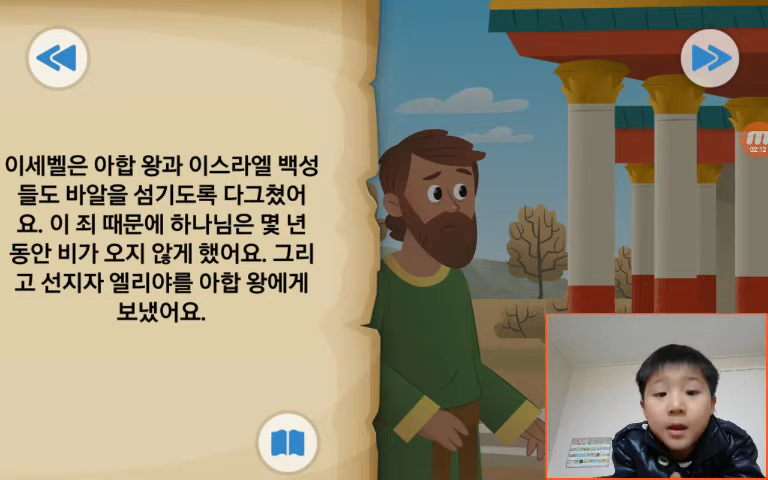 이세벨은 아합 왕과 이스라엘 백성
들도 바알을 섬기도록 다그쳤어
요. 이 죄 때문에 하나님은 몇 년
동안 비가 오지 않게 했어요. 그리
고 선지자 엘리야를 아합 왕에게
보냈어요.
02:12